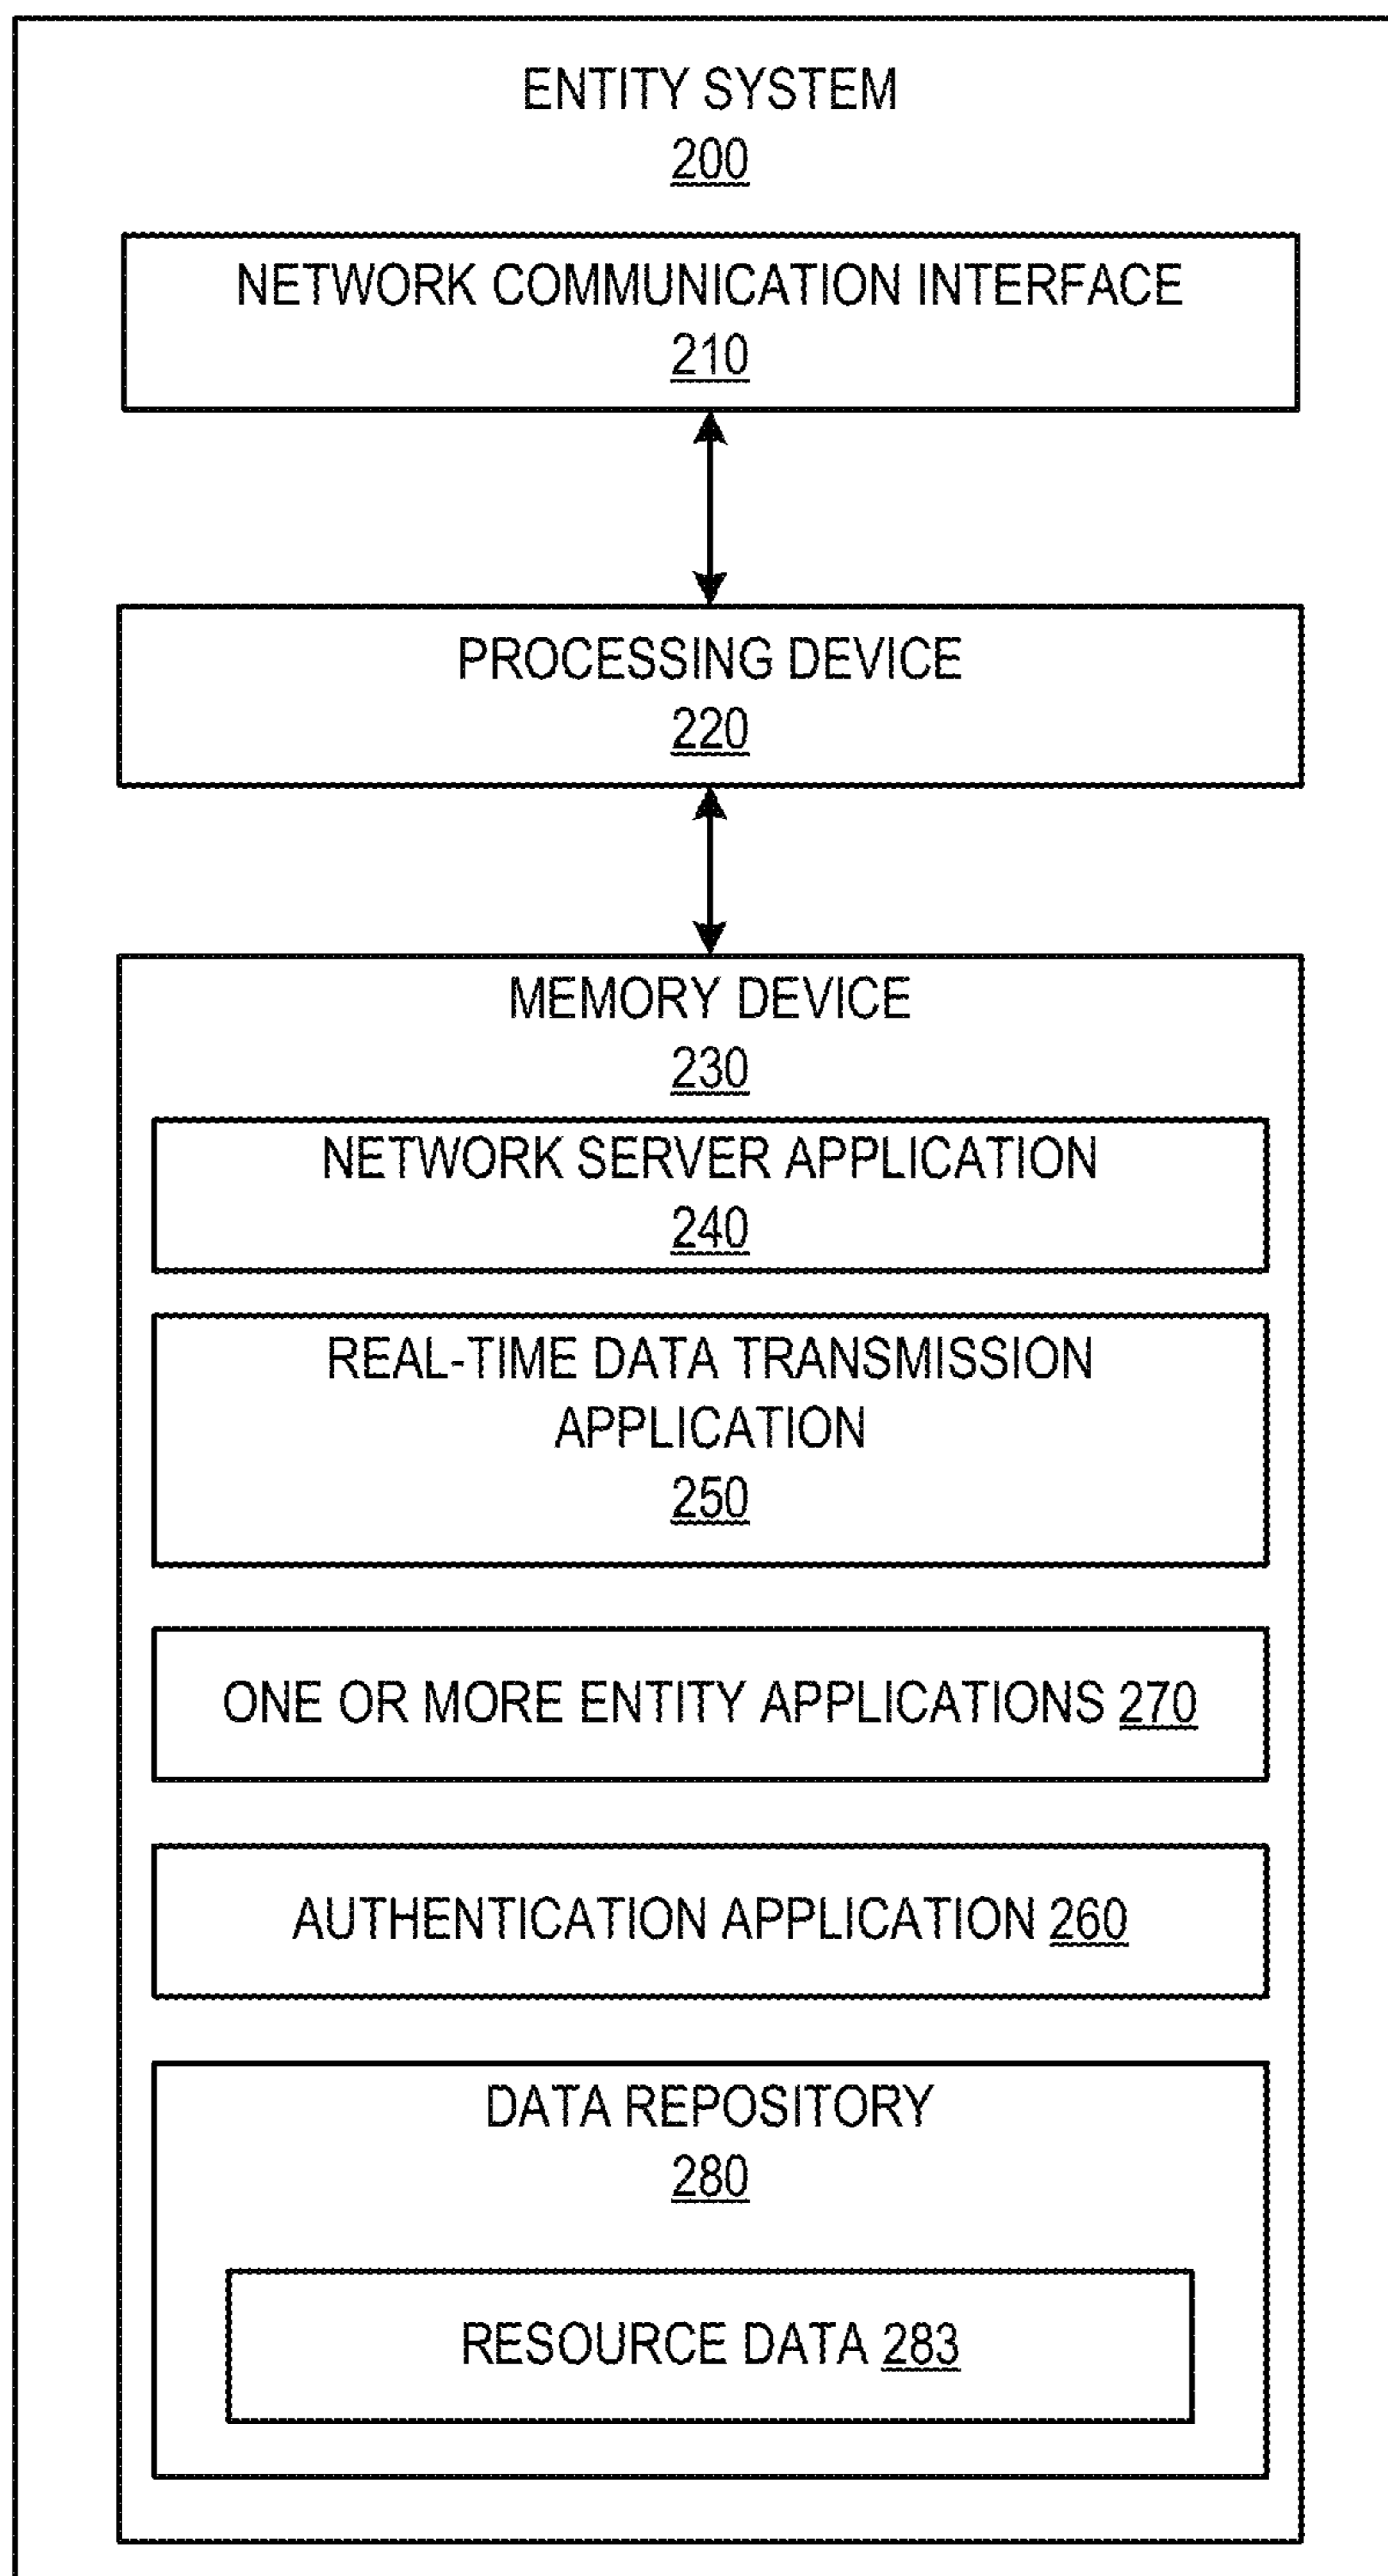 ENTITY SYSTEM
200
NETWORK COMMUNICATION INTERFACE
210
PROCESSING DEVICE
220
MEMORY DEVICE
230
NETWORK SERVER APPLICATION
240
REAL-TIME DATA TRANSMISSION
APPLICATION
250
ONE OR MORE ENTITY APPLICATIONS 270
AUTHENTICATION APPLICATION 260
DATA REPOSITORY
280
RESOURCE DATA 283